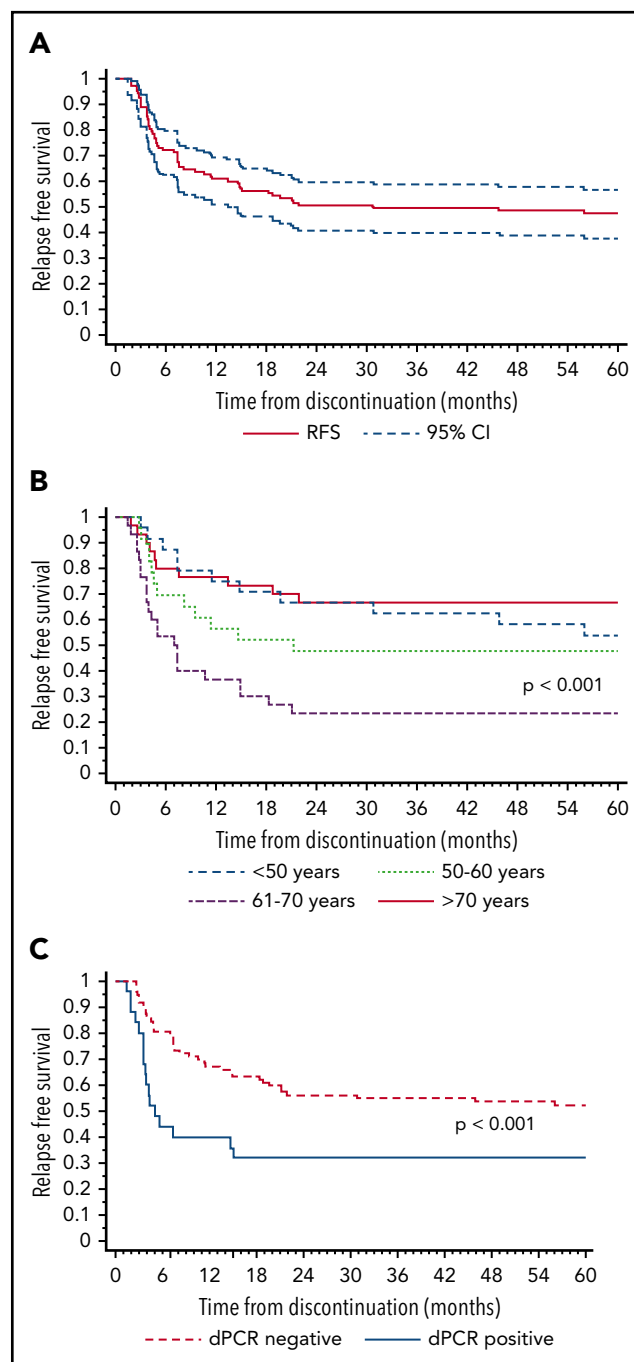 A
1
0.9
0.8
0.7
0.6
0.5
0.4
0.3
0.2
0.1
0
Relapse free survival
0 6 12 18 24 30 36 42 48 54 60
Time from discontinuation (months)
RFS 95% CI
B
1
0.9
0.8
0.7
0.6
0.5
0.4
0.3
0.2
0.1
0
Relapse free survival
p < 0.001
0 6 12 18 24 30 36 42 48 54 60
Time from discontinuation (months)
<50 years 50-60 years
61-70 years >70 years
C
1
0.9
0.8
0.7
0.6
0.5
0.4
0.3
0.2
0.1
0
Relapse free survival
p < 0.001
0 6 12 18 24 30 36 42 48 54 60
Time from discontinuation (months)
dPCR negative dPCR positive